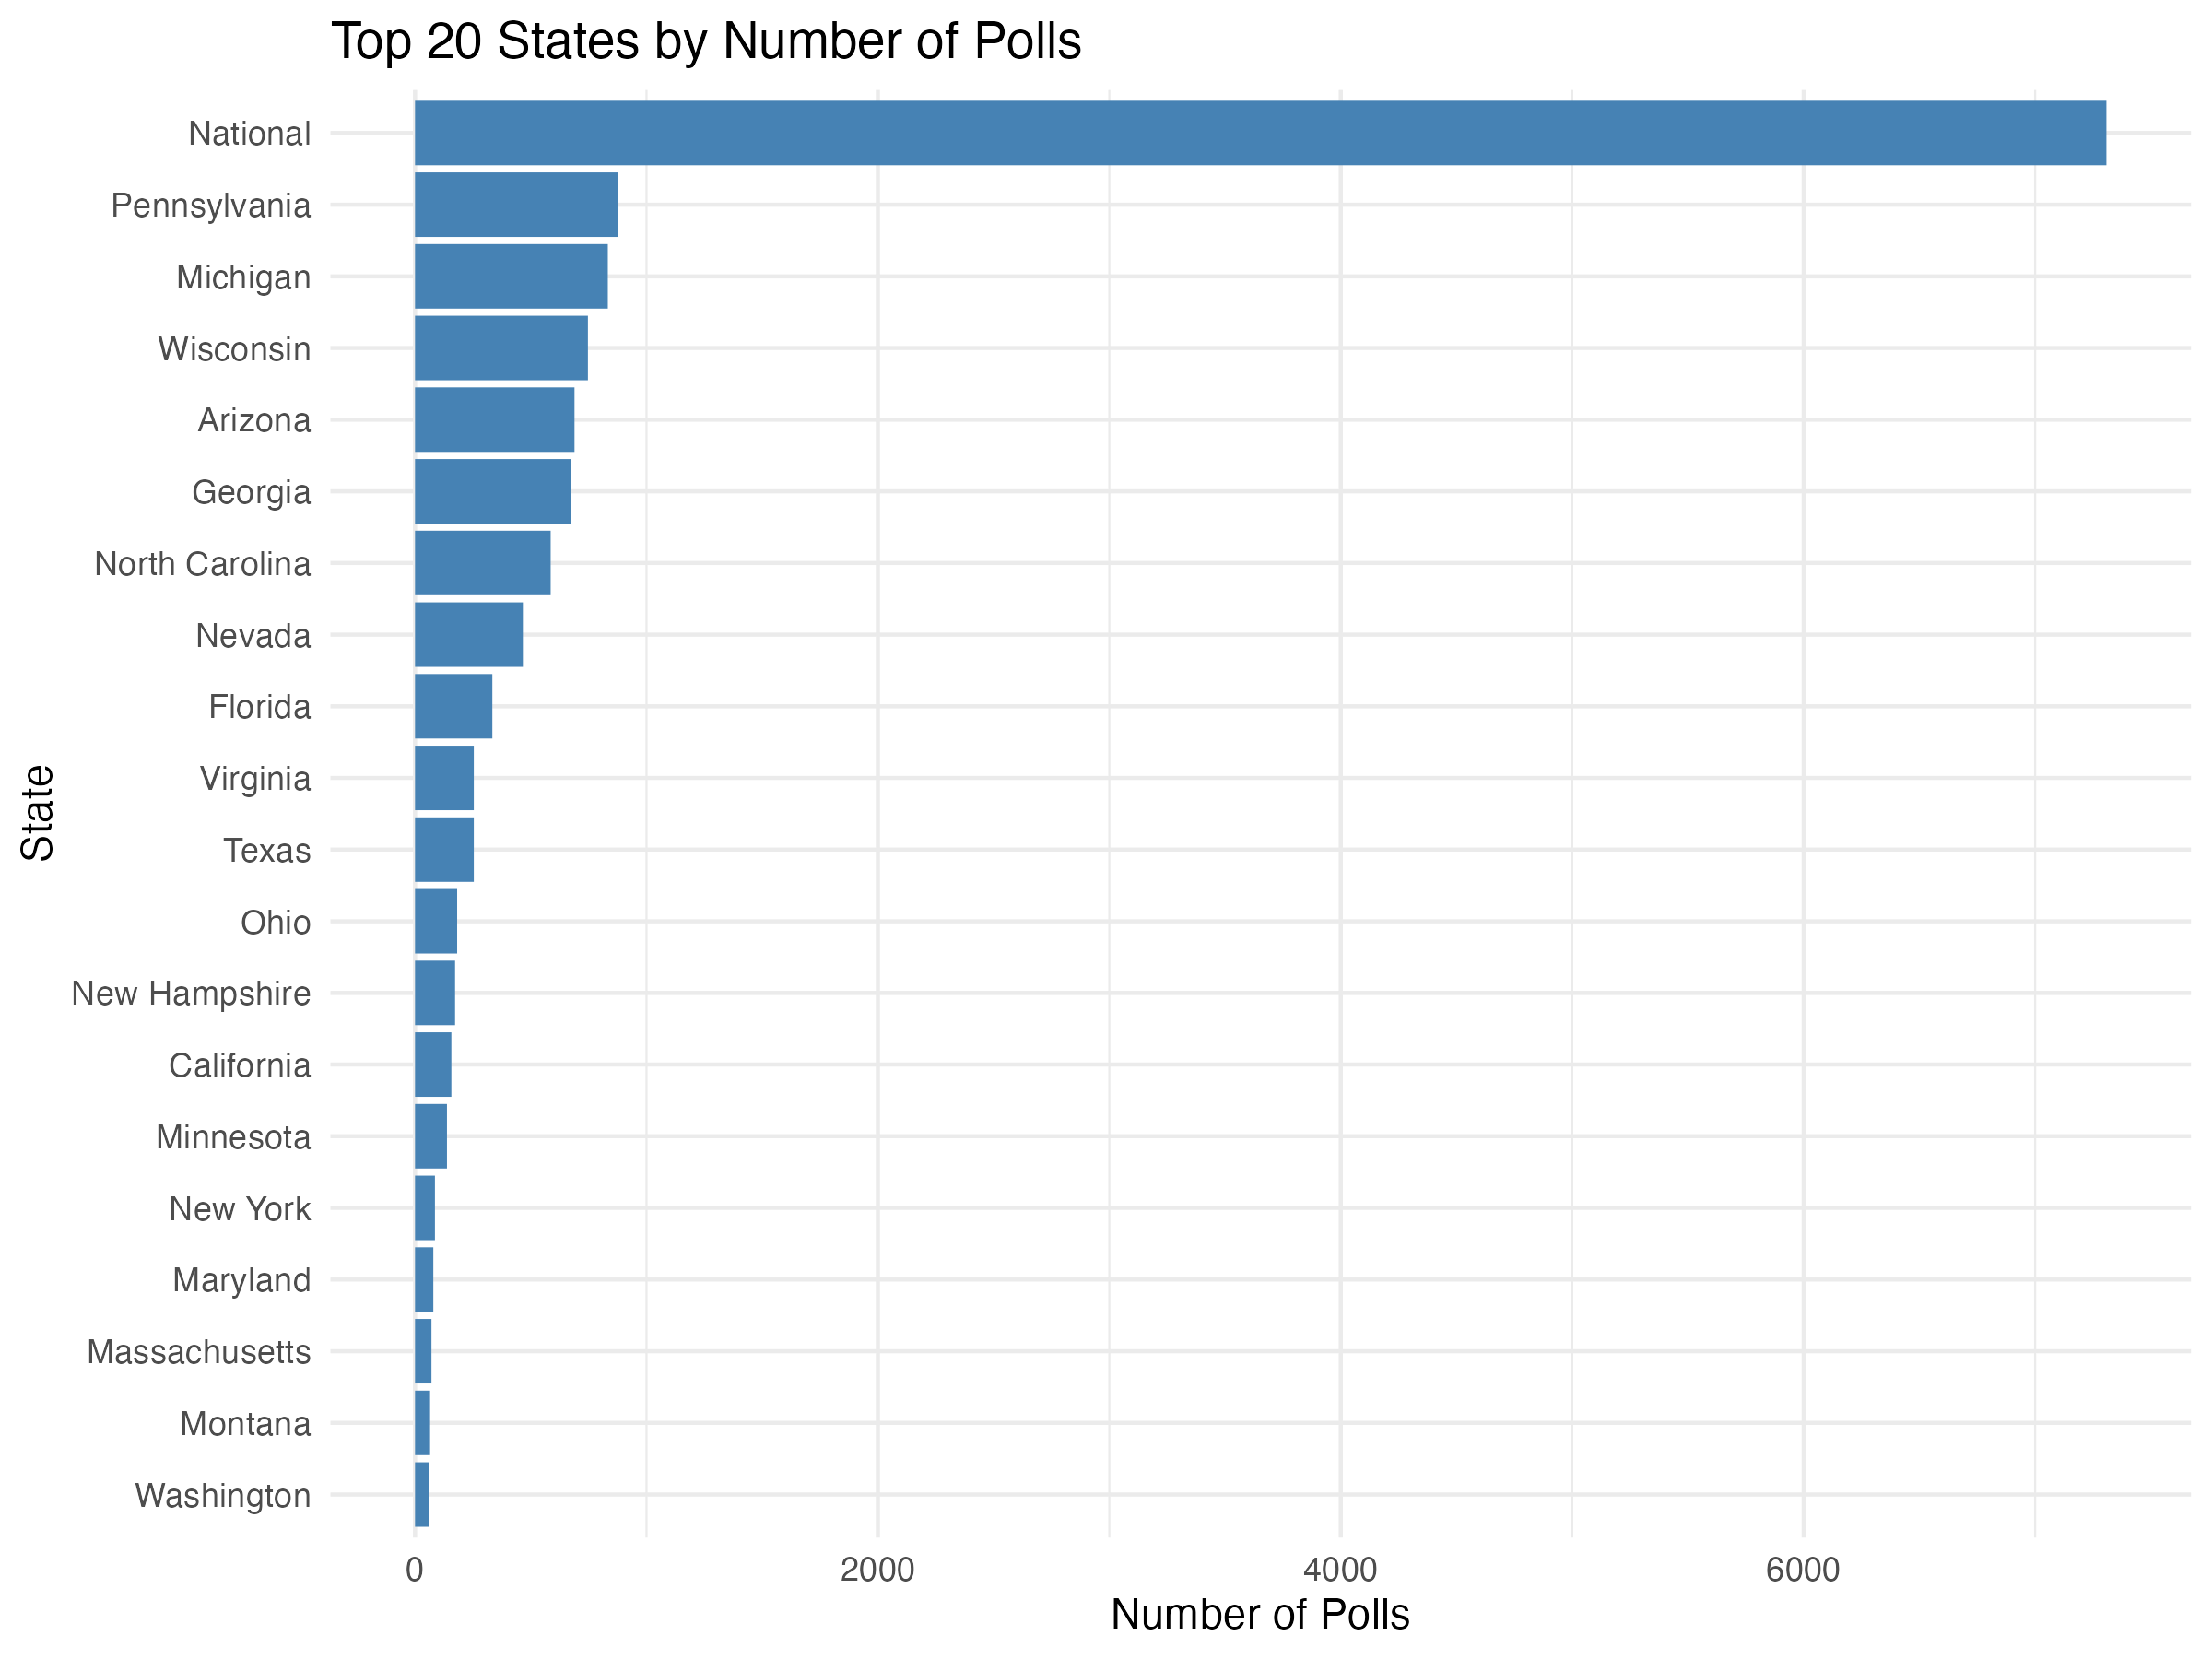 Top 20 States by Number of Polls
National
Pennsylvania
Michigan
Wisconsin
Arizona
Georgia
North Carolina
Nevada
Florida
Virginia
Texas
Ohio
New Hampshire
California
Minnesota
New York
Maryland
Massachusetts
Montana
Washington
State
0 2000 4000 6000
Number of Polls